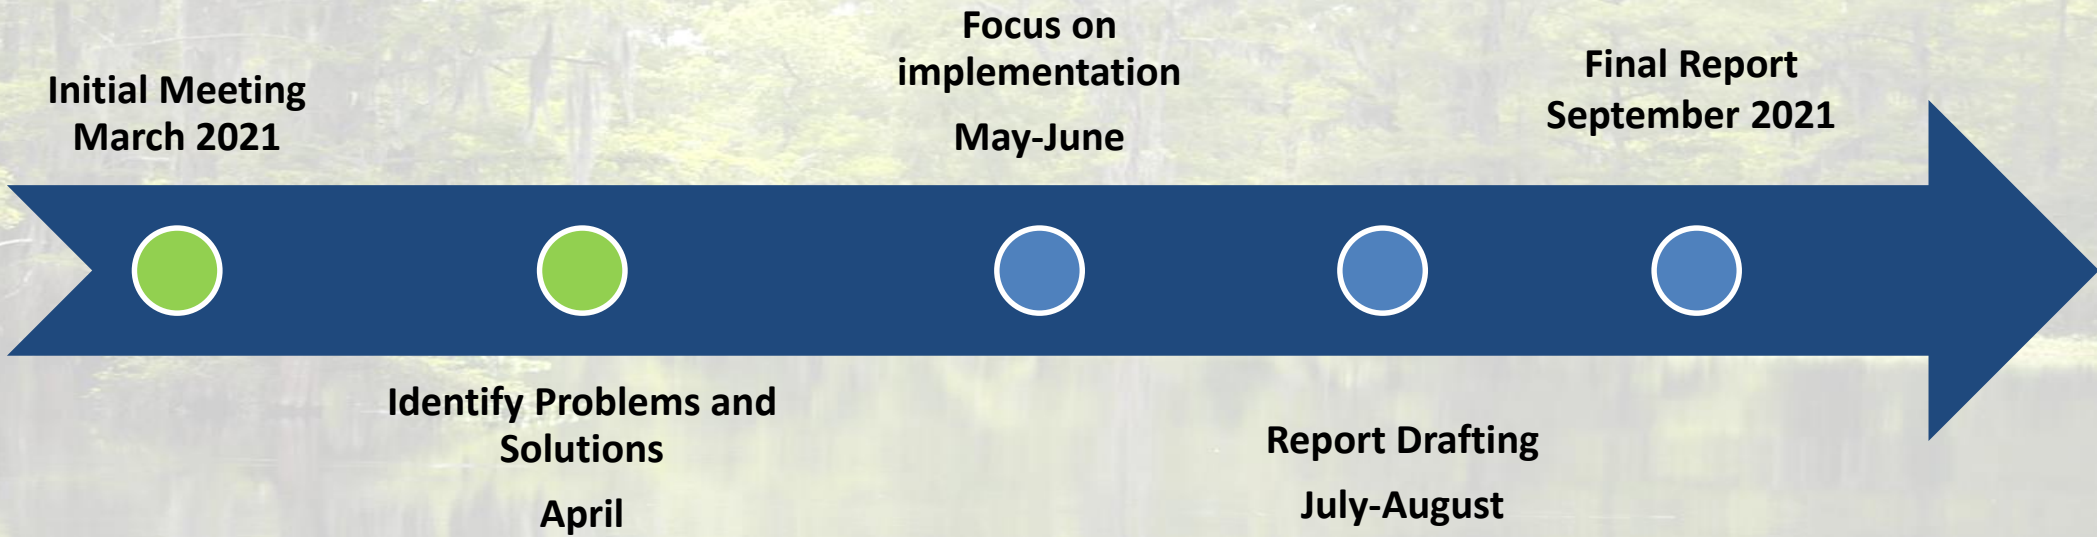 Initial Meeting
March 2021
Identify Problems and
Solutions
April
Focus on
implementation
May-June
Report Drafting
July-August
Final Report
September 2021